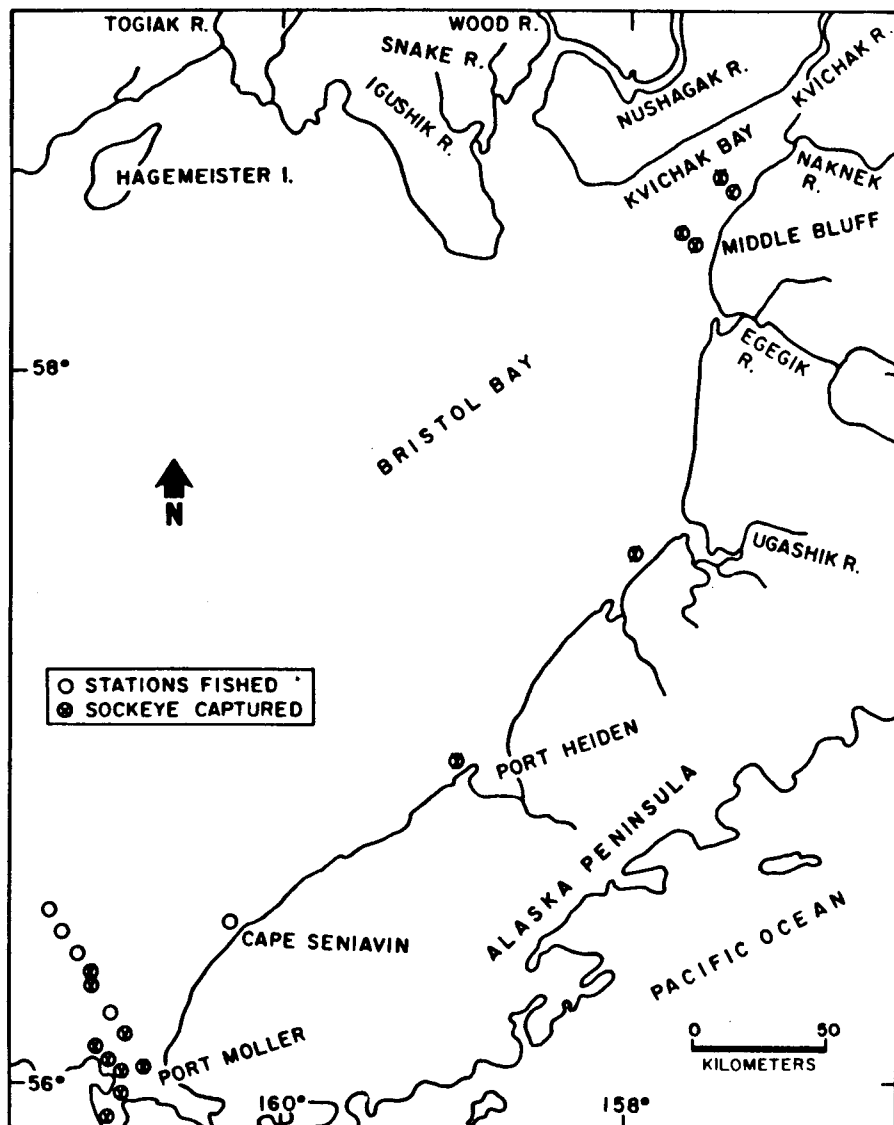 TOGIAK R.
WOOD R.
SNAKE R.
IGUSHIK R.
NUSHAGAK R.
KVICHAK R.
KVICHAK BAY
NAKNEK
R.
HAGEMEISTER I.
MIDDLE BLUFF
EGEGIK
R.
58°
BRISTOL BAY
N
UGASHIK R.
STATIONS FISHED
SOCKEYE CAPTURED
PORT HEIDEN
ALASKA PENINSULA
CAPE SENIAVIN
PACIFIC OCEAN
PORT MOLLER
0 50
KILOMETERS
56°
160°
158°